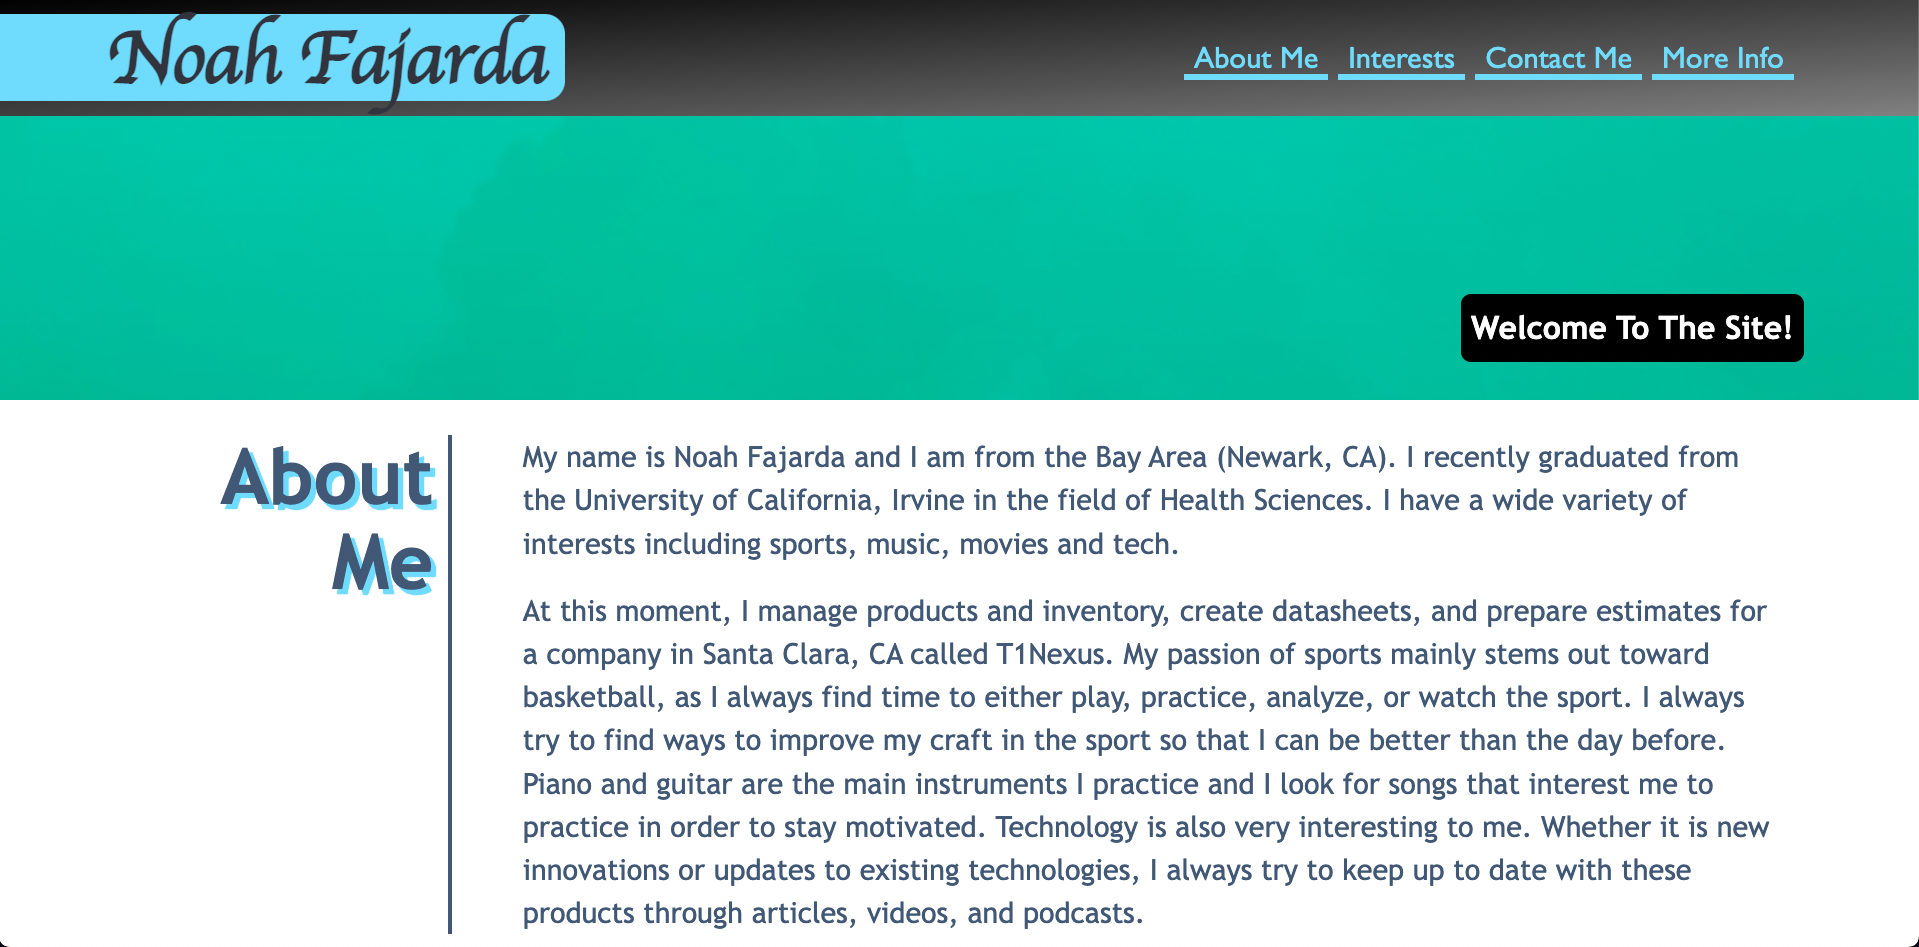 Noah Fajarda
About Me Interests Contact Me More Info
Welcome To The Site!
About
Me
My name is Noah Fajarda and I am from the Bay Area (Newark, CA). I recently graduated from
the University of California, Irvine in the field of Health Sciences. I have a wide variety of
interests including sports, music, movies and tech.
At this moment, I manage products and inventory, create datasheets, and prepare estimates for
a company in Santa Clara, CA called T1Nexus. My passion of sports mainly stems out toward
basketball, as I always find time to either play, practice, analyze, or watch the sport. I always
try to find ways to improve my craft in the sport so that I can be better than the day before.
Piano and guitar are the main instruments I practice and I look for songs that interest me to
practice in order to stay motivated. Technology is also very interesting to me. Whether it is new
innovations or updates to existing technologies, I always try to keep up to date with these
products through articles, videos, and podcasts.